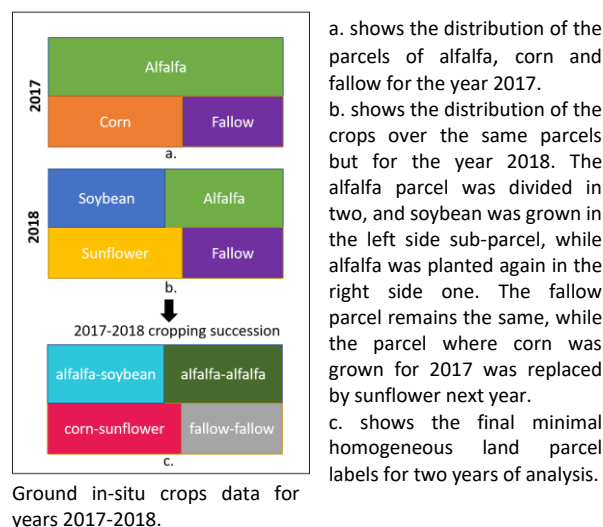 2017
Alfalfa
Corn
Fallow
a.
2018
Soybean
Alfalfa
Sunflower
Fallow
b.
2017-2018 cropping succession
alfalfa-soybean
alfalfa-alfalfa
corn-sunflower
fallow-fallow
c.
Ground in-situ crops data for
years 2017-2018.
a. shows the distribution of the
parcels of alfalfa, corn and
fallow for the year 2017.
b. shows the distribution of the
crops over the same parcels
but for the year 2018. The
alfalfa parcel was divided in
two, and soybean was grown in
the left side sub-parcel, while
alfalfa was planted again in the
right side one. The fallow
parcel remains the same, while
the parcel where corn was
grown for 2017 was replaced
by sunflower next year.
c. shows the final minimal
homogeneous land parcel
labels for two years of analysis.